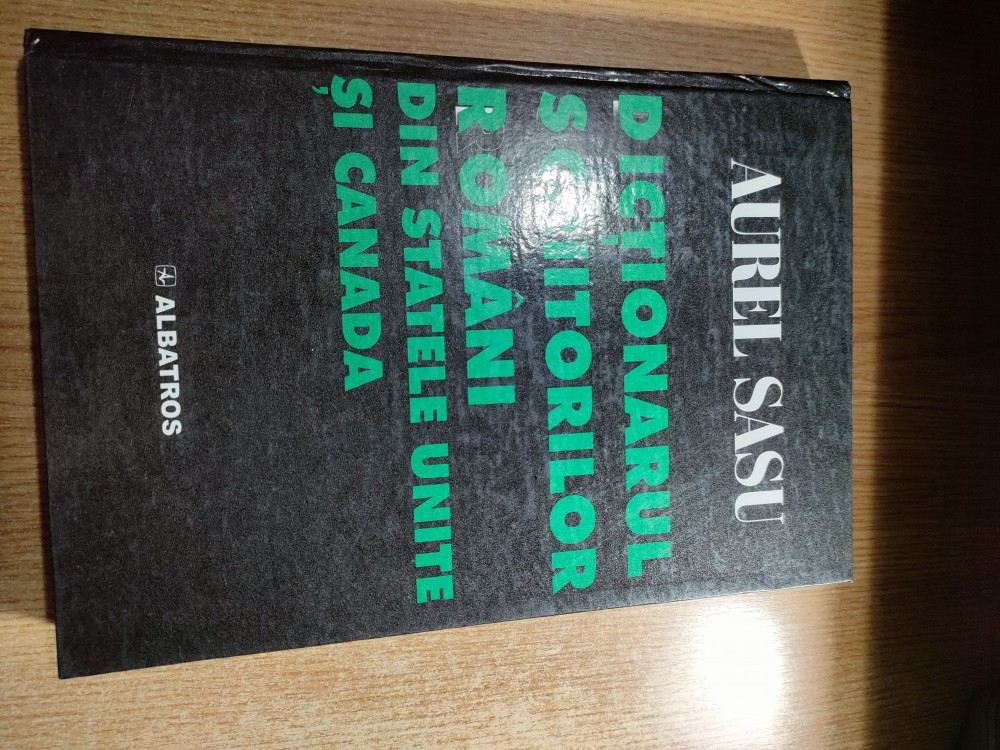 AUREL SASU
DICȚIONARUL
SCRIITORILOR
ROMÂNI
DIN STATELE UNITE
ȘI CANADA
ALBATROS